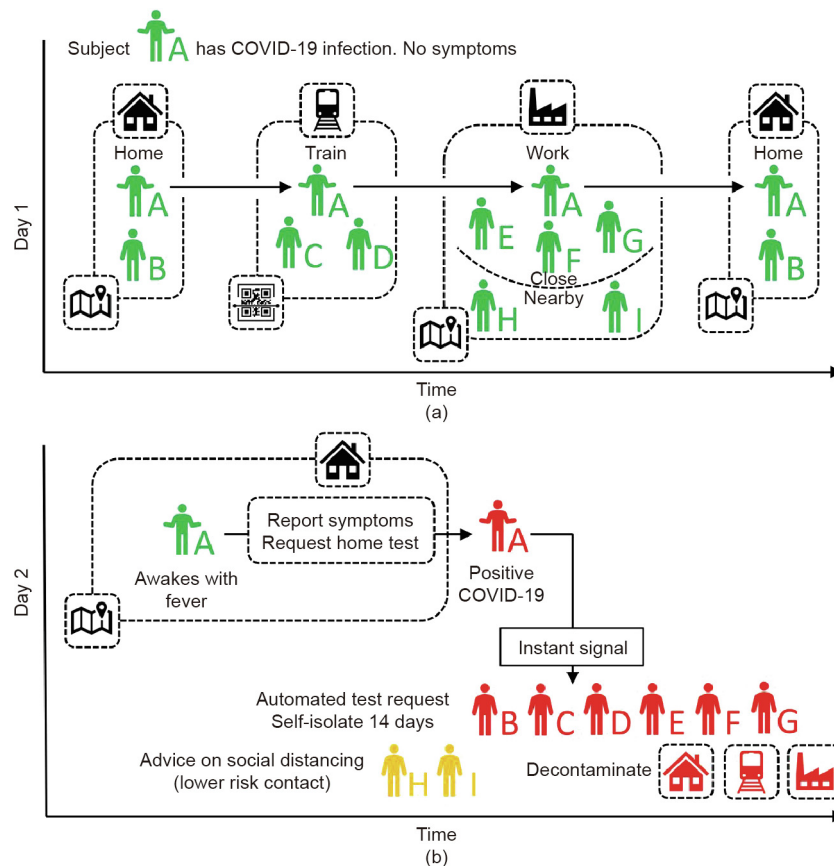 Subject A has COVID-19 infection. No symptoms
Day 1
Home
Train
Work
Home
A
A
A
A
B
C
D
E
F
G
B
Close
Nearby
H
I
Time
(a)
Day 2
A
Report symptoms
Request home test
A
Awakes with
fever
Positive
COVID-19
Instant signal
Automated test request
Self-isolate 14 days
B C D E F G
Advice on social distancing
(lower risk contact)
H I
Decontaminate
Time
(b)